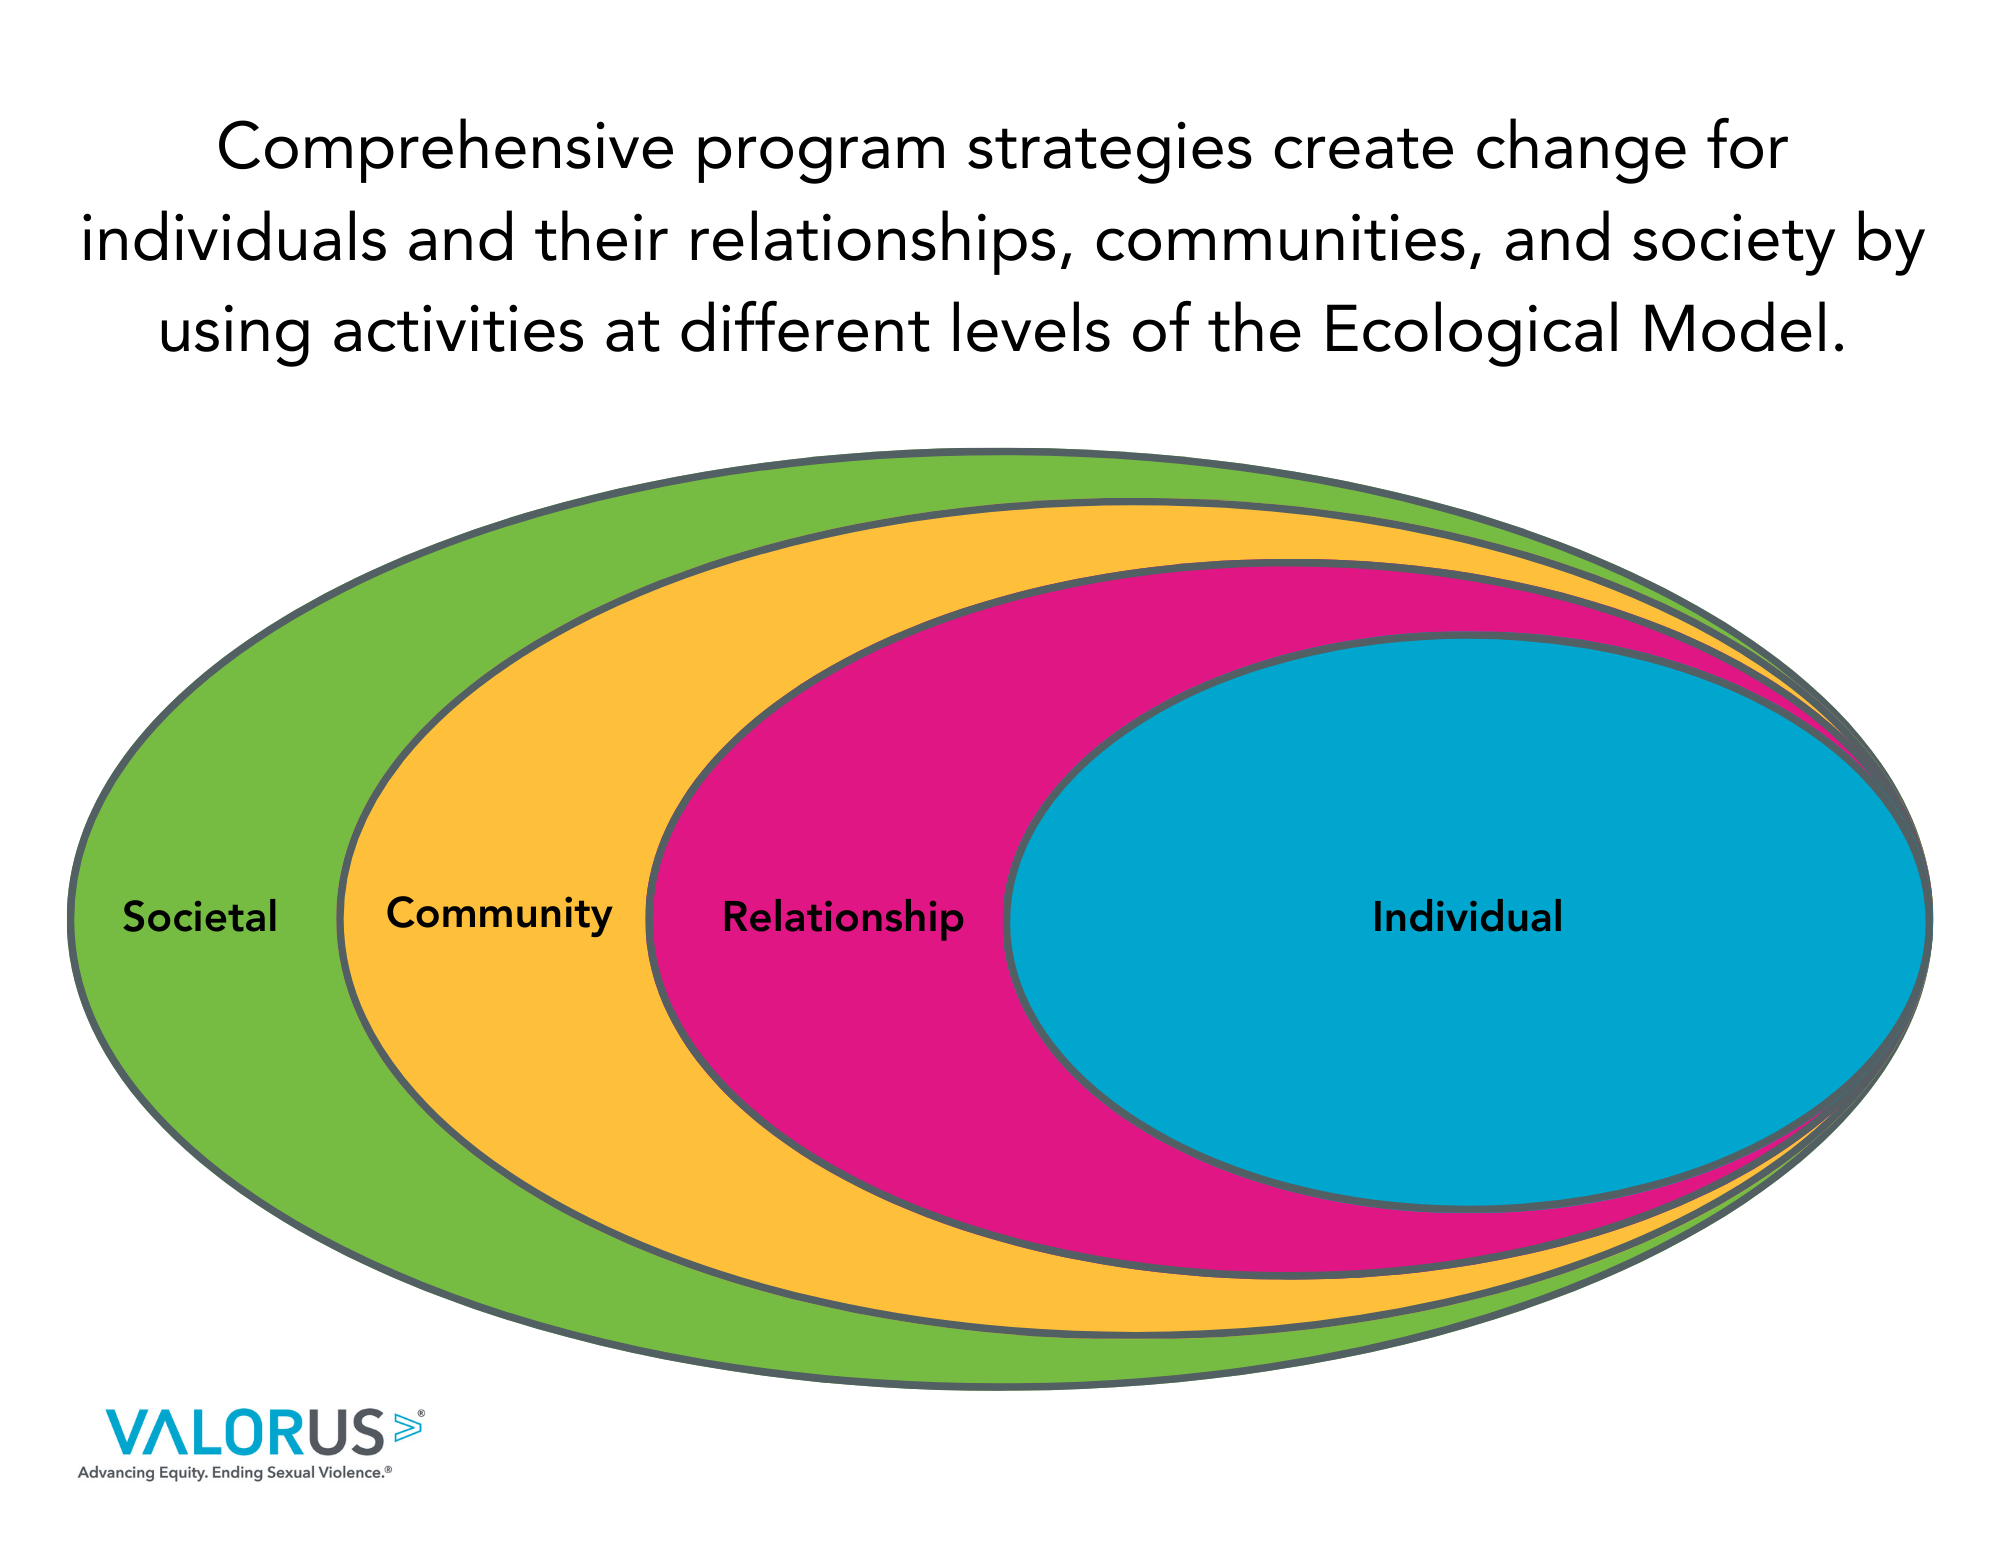 Comprehensive program strategies create change for
individuals and their relationships, communities, and society by
using activities at different levels of the Ecological Model.
Societal
Community
Relationship
Individual
VALORUS®
Advancing Equity. Ending Sexual Violence.®